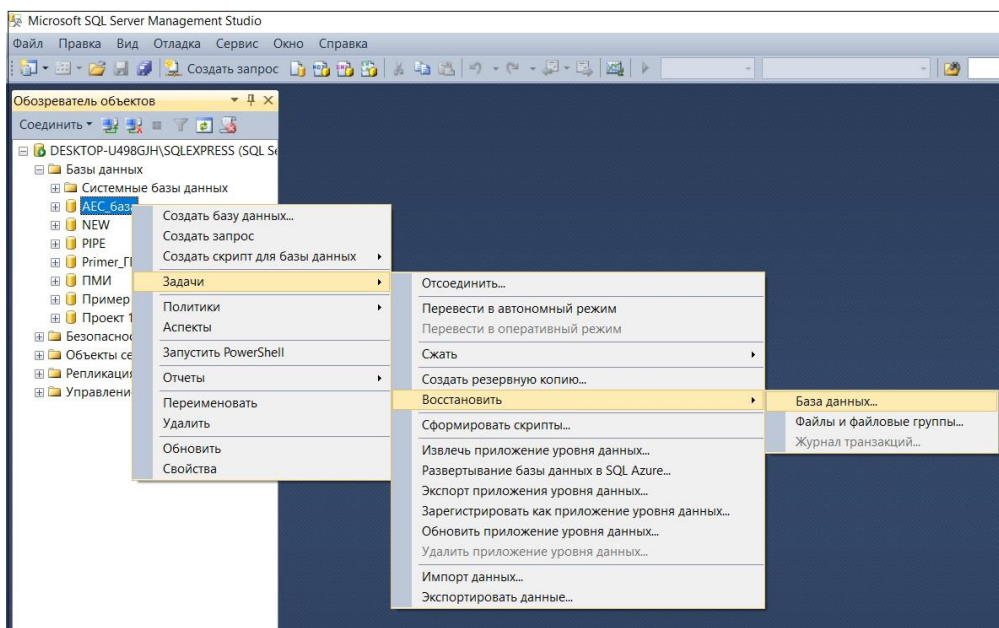 Microsoft SQL Server Management Studio
Файл Правка Вид Отладка Сервис Окно Справка
Создать запрос
Обозреватель объектов
Соединить
DESKTOP-U498GJH\SQLEXPRESS (SQL Se
Базы данных
Системные базы данных
АЕС_база
NEW
PIPE
Primer_ГП
ПМИ
Пример
Проект 1
Безопасно
Объекты се
Репликация
Управлени
Создать базу данных...
Создать запрос
Создать скрипт для базы данных
Задачи
Политики
Аспекты
Запустить PowerShell
Отчеты
Переименовать
Удалить
Обновить
Свойства
Отсоединить...
Перевести в автономный режим
Перевести в оперативный режим
Сжать
Создать резервную копию...
Восстановить
Сформировать скрипты...
Извлечь приложение уровня данных...
Развертывание базы данных в SQL Azure...
Экспорт приложения уровня данных...
Зарегистрировать как приложение уровня данных...
Обновить приложение уровня данных...
Удалить приложение уровня данных...
Импорт данных...
Экспортировать данные...
База данных...
Файлы и файловые группы...
Журнал транзакций...